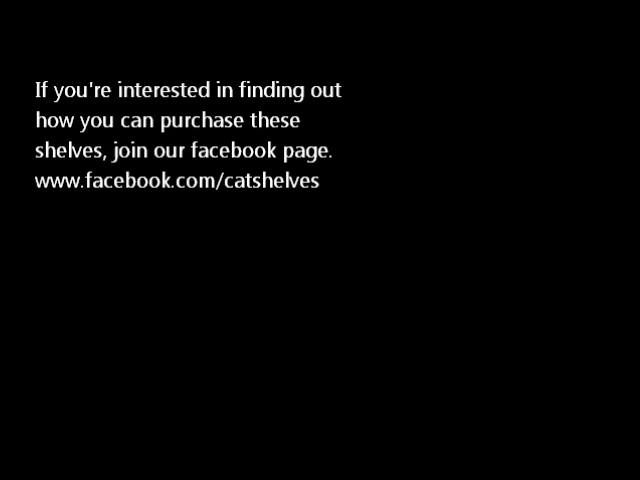 If you're interested in finding out
how you can purchase these
shelves, join our facebook page.
www.facebook.com/catshelves